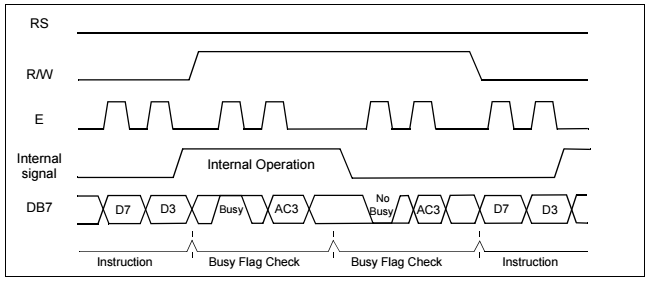 RS
R/W
E
Internal
signal
Internal Operation
DB7
D7
D3
Busy
AC3
No
Busy
AC3
D7
D3
Instruction
Busy Flag Check
Busy Flag Check
Instruction